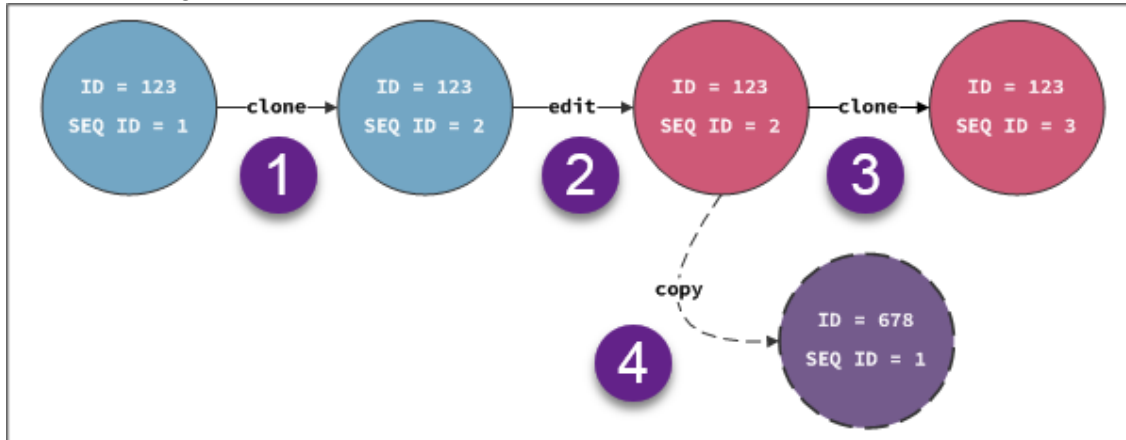 ID = 123
SEQ ID = 1
clone
1
ID = 123
SEQ ID = 2
edit
2
ID = 123
SEQ ID = 2
clone
3
ID = 123
SEQ ID = 3
copy
4
ID = 678
SEQ ID = 1